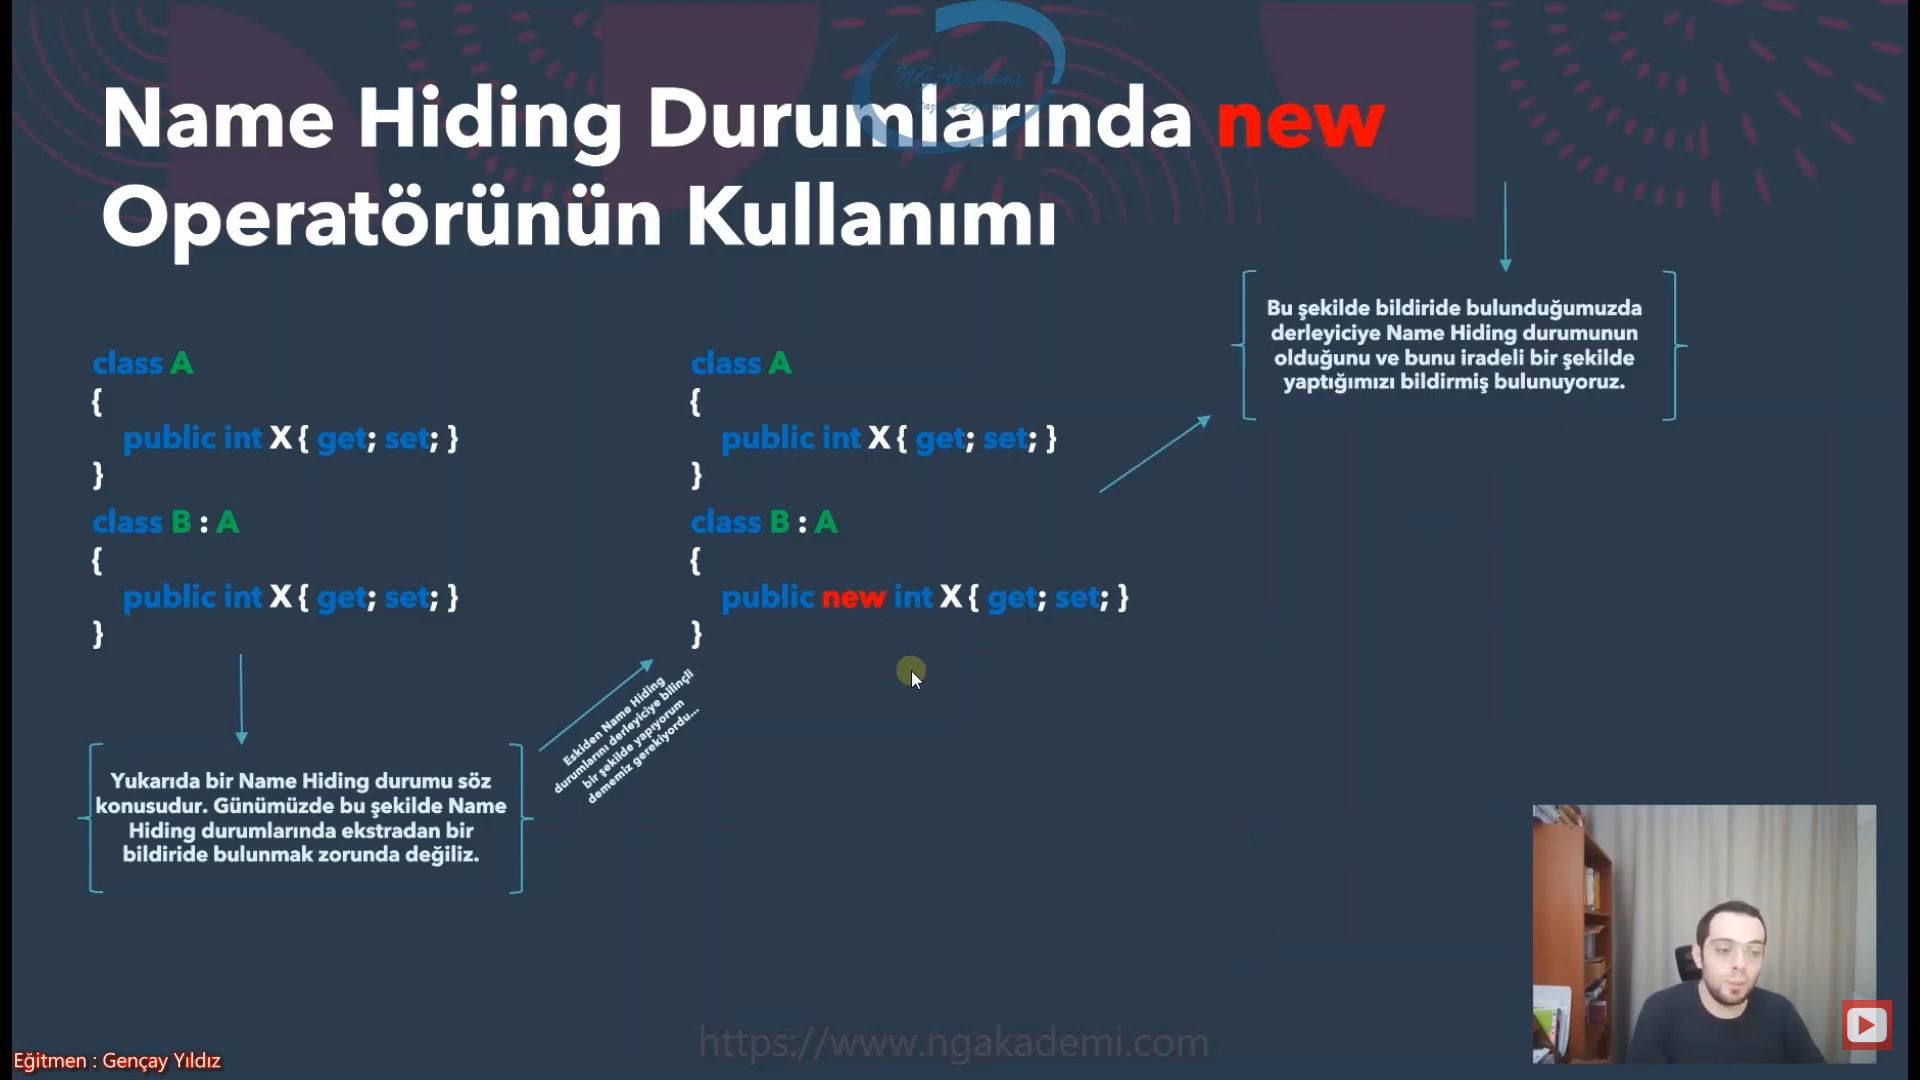 NG Akademi
Name Hiding Durumlarında new
Operatörünün Kullanımı
class A
{
public int X { get; set; }
}
class B : A
{
public int X { get; set; }
}
Yukarıda bir Name Hiding durumu söz
konusudur. Günümüzde bu şekilde Name
Hiding durumlarında ekstradan bir
bildiride bulunmak zorunda değiliz.
Eskiden Name Hiding
durumlarını derleyiciye bilinçli
bir şekilde yapıyorum
dememiz gerekiyordu...
class A
{
public int X { get; set; }
}
class B : A
{
public new int X { get; set; }
}
Bu şekilde bildiride bulunduğumuzda
derleyiciye Name Hiding durumunun
olduğunu ve bunu iradeli bir şekilde
yaptığımızı bildirmiş bulunuyoruz.
https://www.ngakademi.com
Eğitmen : Gençay Yıldız